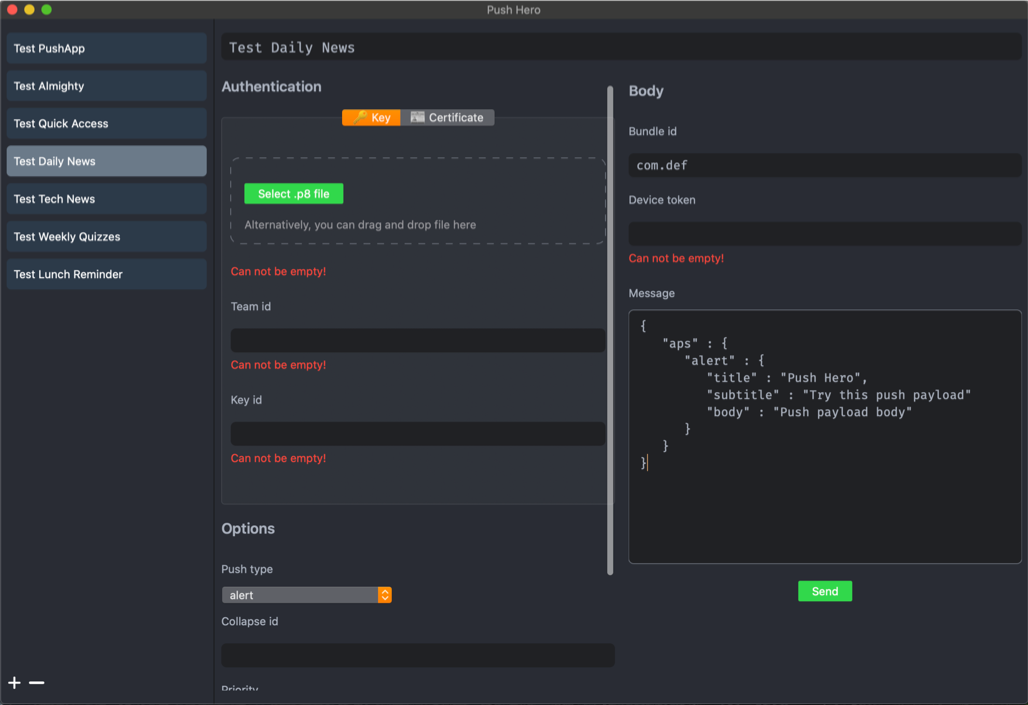 Push Hero
Test PushApp
Test Almighty
Test Quick Access
Test Daily News
Test Tech News
Test Weekly Quizzes
Test Lunch Reminder
Test Daily News
Authentication
Key
Certificate
Select .p8 file
Alternatively, you can drag and drop file here
Can not be empty!
Team id
Can not be empty!
Key id
Can not be empty!
Options
Push type
alert
Collapse id
Priority
Body
Bundle id
com.def
Device token
Can not be empty!
Message
{
"aps" : {
"alert" : {
"title" : "Push Hero",
"subtitle" : "Try this push payload"
"body" : "Push payload body"
}
}
}
Send